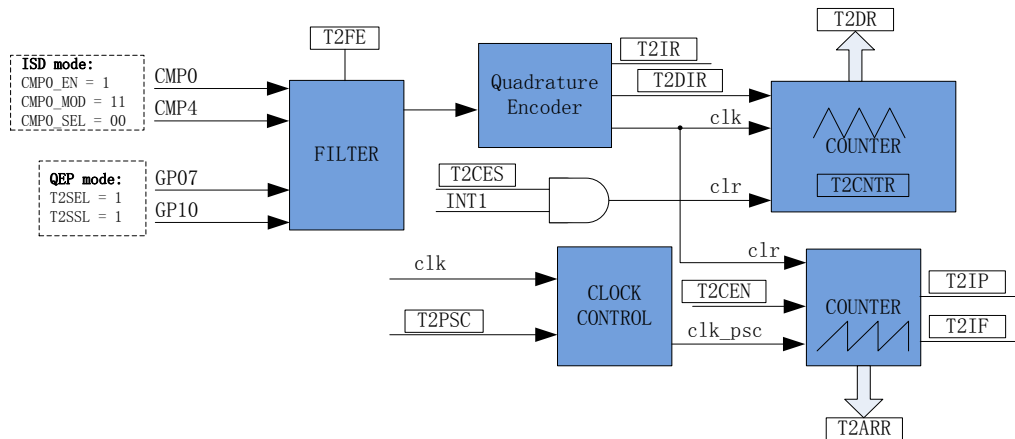 T2FE
ISD mode:
CMP0_EN = 1
CMP0_MOD = 11
CMP0_SEL = 00
CMP0
CMP4
FILTER
QEP mode:
T2SEL = 1
T2SSL = 1
GP07
GP10
Quadrature
Encoder
T2IR
T2DIR
clk
T2DR
COUNTER
T2CNTR
T2CES
INT1
clr
clk
T2PSC
CLOCK
CONTROL
clr
T2CEN
clk_psc
COUNTER
T2IP
T2IF
T2ARR